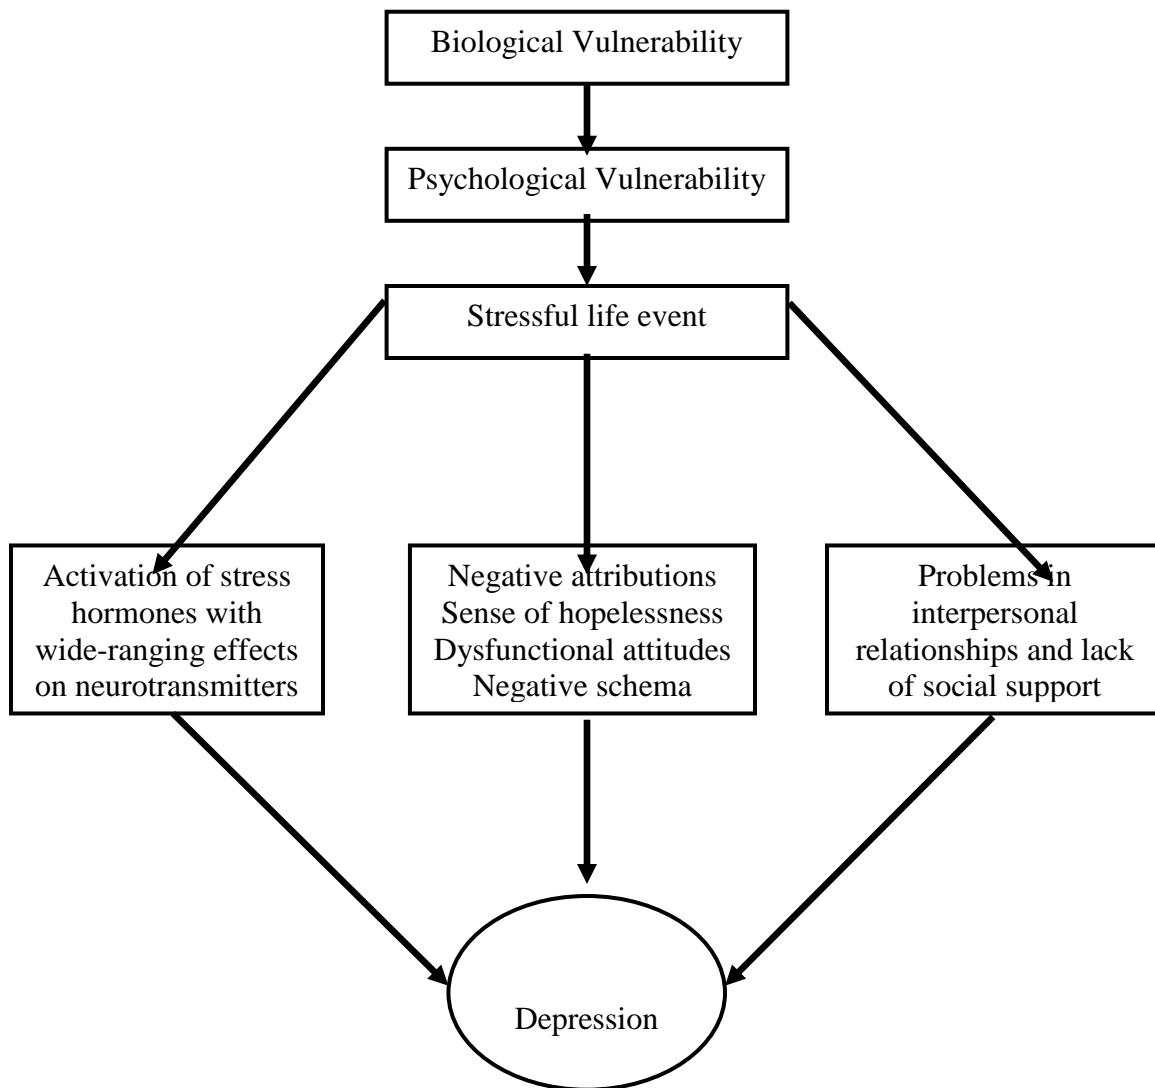 Biological Vulnerability
Psychological Vulnerability
Stressful life event
Activation of stress
hormones with
wide-ranging effects
on neurotransmitters
Negative attributions
Sense of hopelessness
Dysfunctional attitudes
Negative schema
Problems in
interpersonal
relationships and lack
of social support
Depression